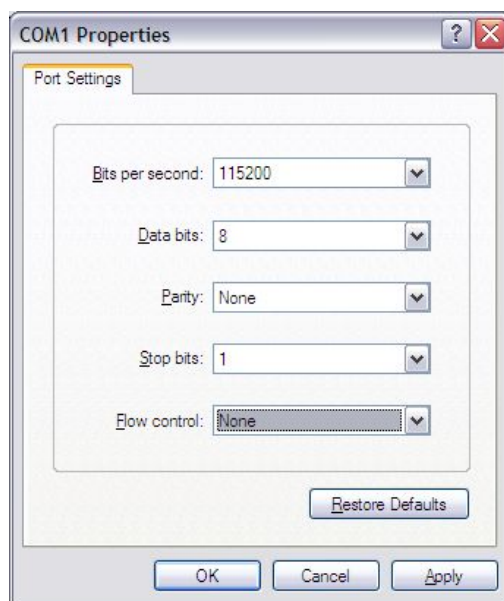 COM1 Properties
Port Settings
Bits per second: 115200
Data bits: 8
Parity: None
Stop bits: 1
Flow control: None
Restore Defaults
OK Cancel Apply